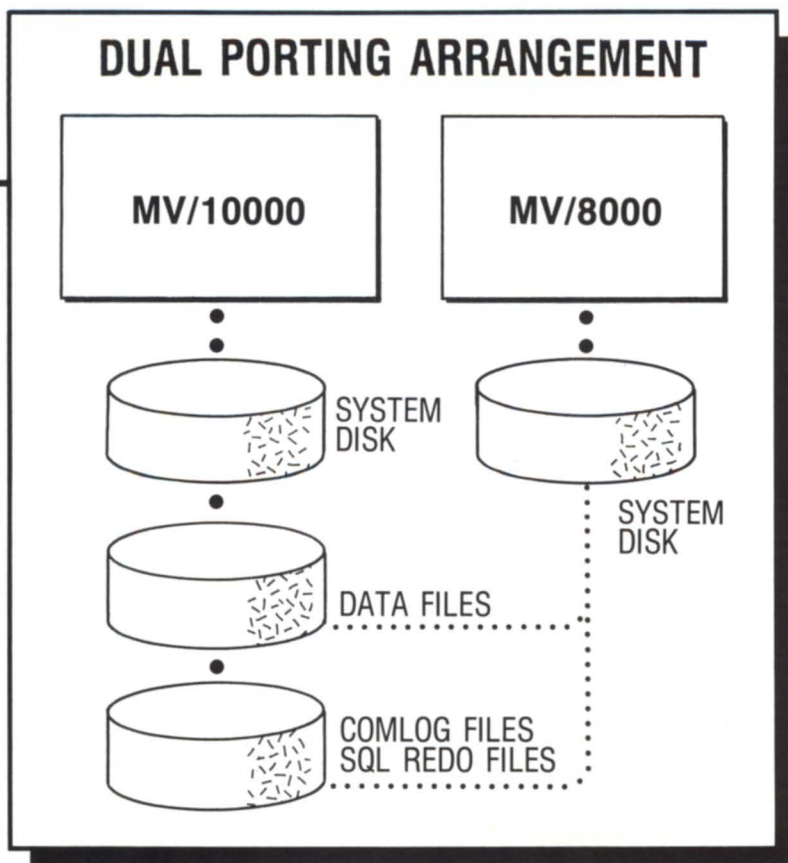 DUAL PORTING ARRANGEMENT
MV/10000
MV/8000
SYSTEM
DISK
SYSTEM
DISK
DATA FILES
COMLOG FILES
SQL REDO FILES